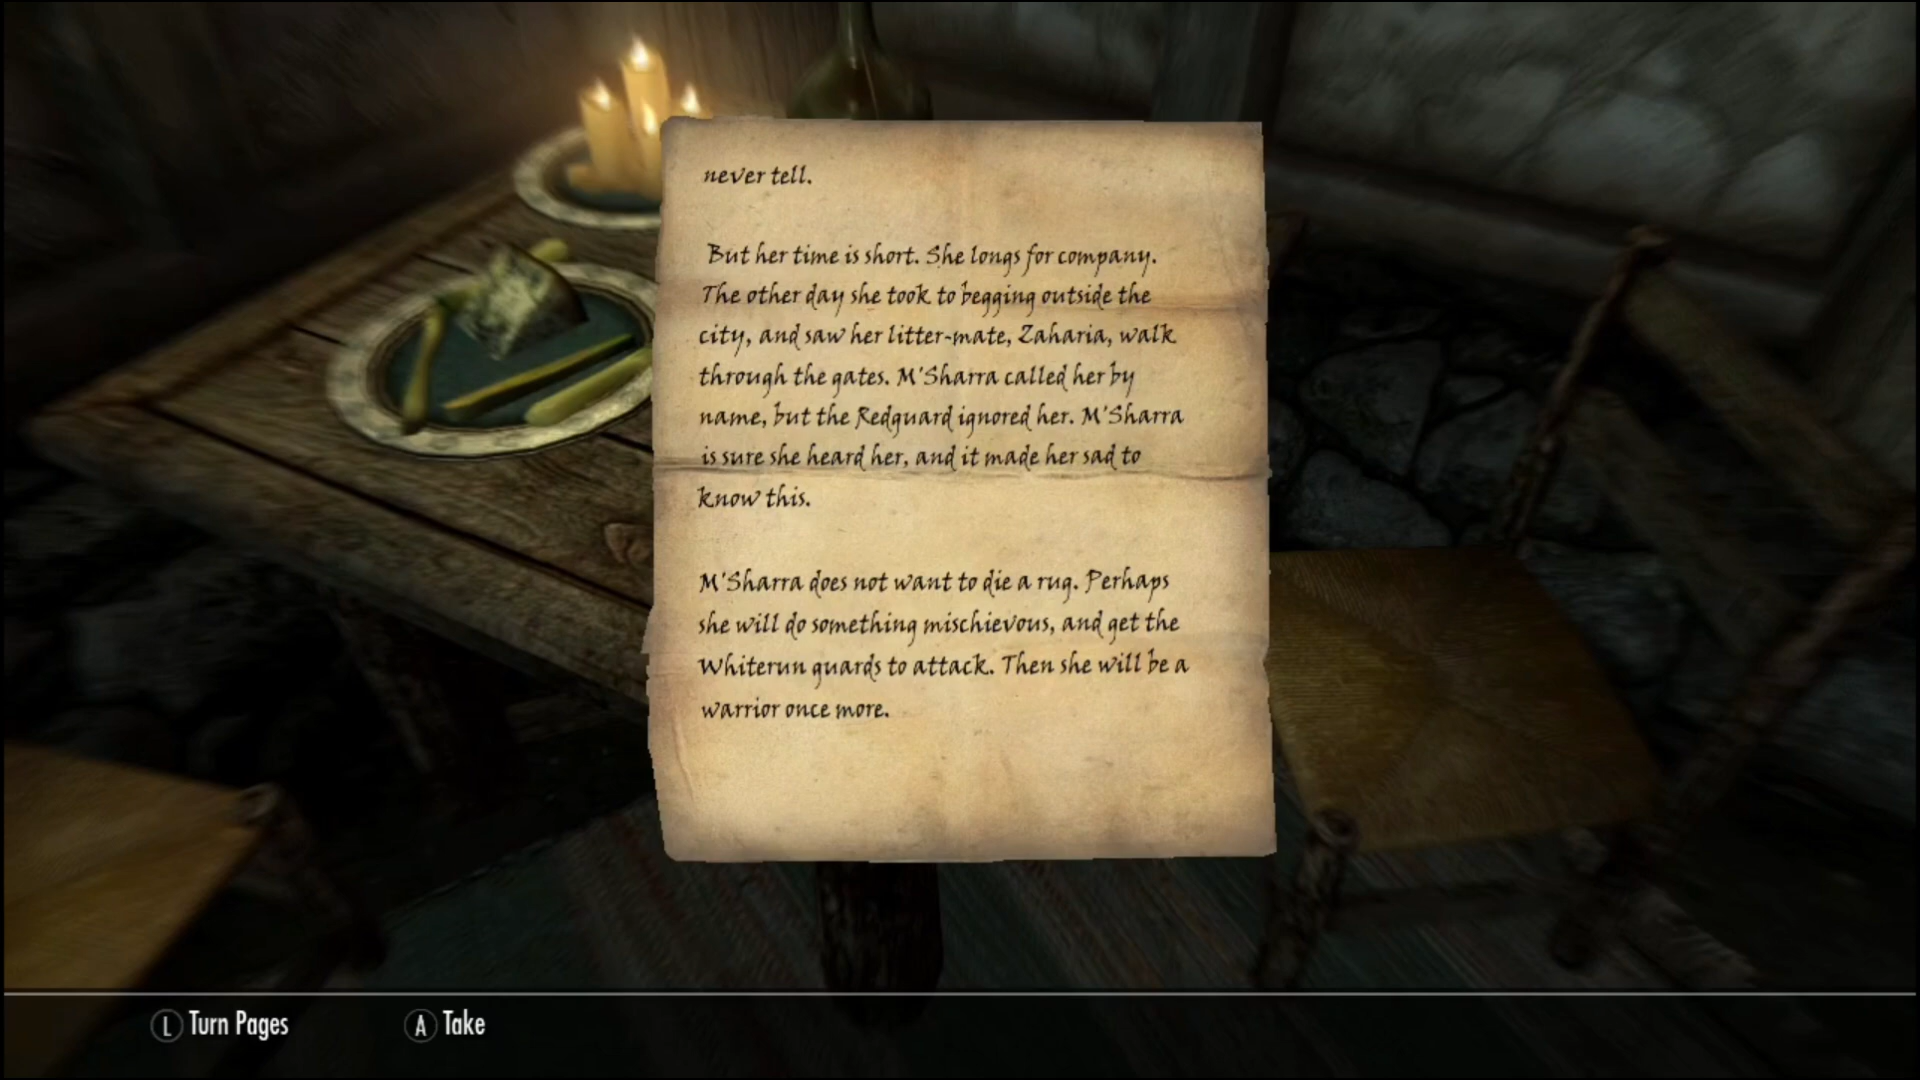 never tell.
But her time is short. She longs for company.
The other day she took to begging outside the
city, and saw her litter-mate, Zaharia, walk
through the gates. M'Sharra called her by
name, but the Redguard ignored her. M'Sharra
is sure she heard her, and it made her sad to
know this.
M'Sharra does not want to die a rug. Perhaps
she will do something mischievous, and get the
Whiterun guards to attack. Then she will be a
warrior once more.
L Turn Pages
A Take